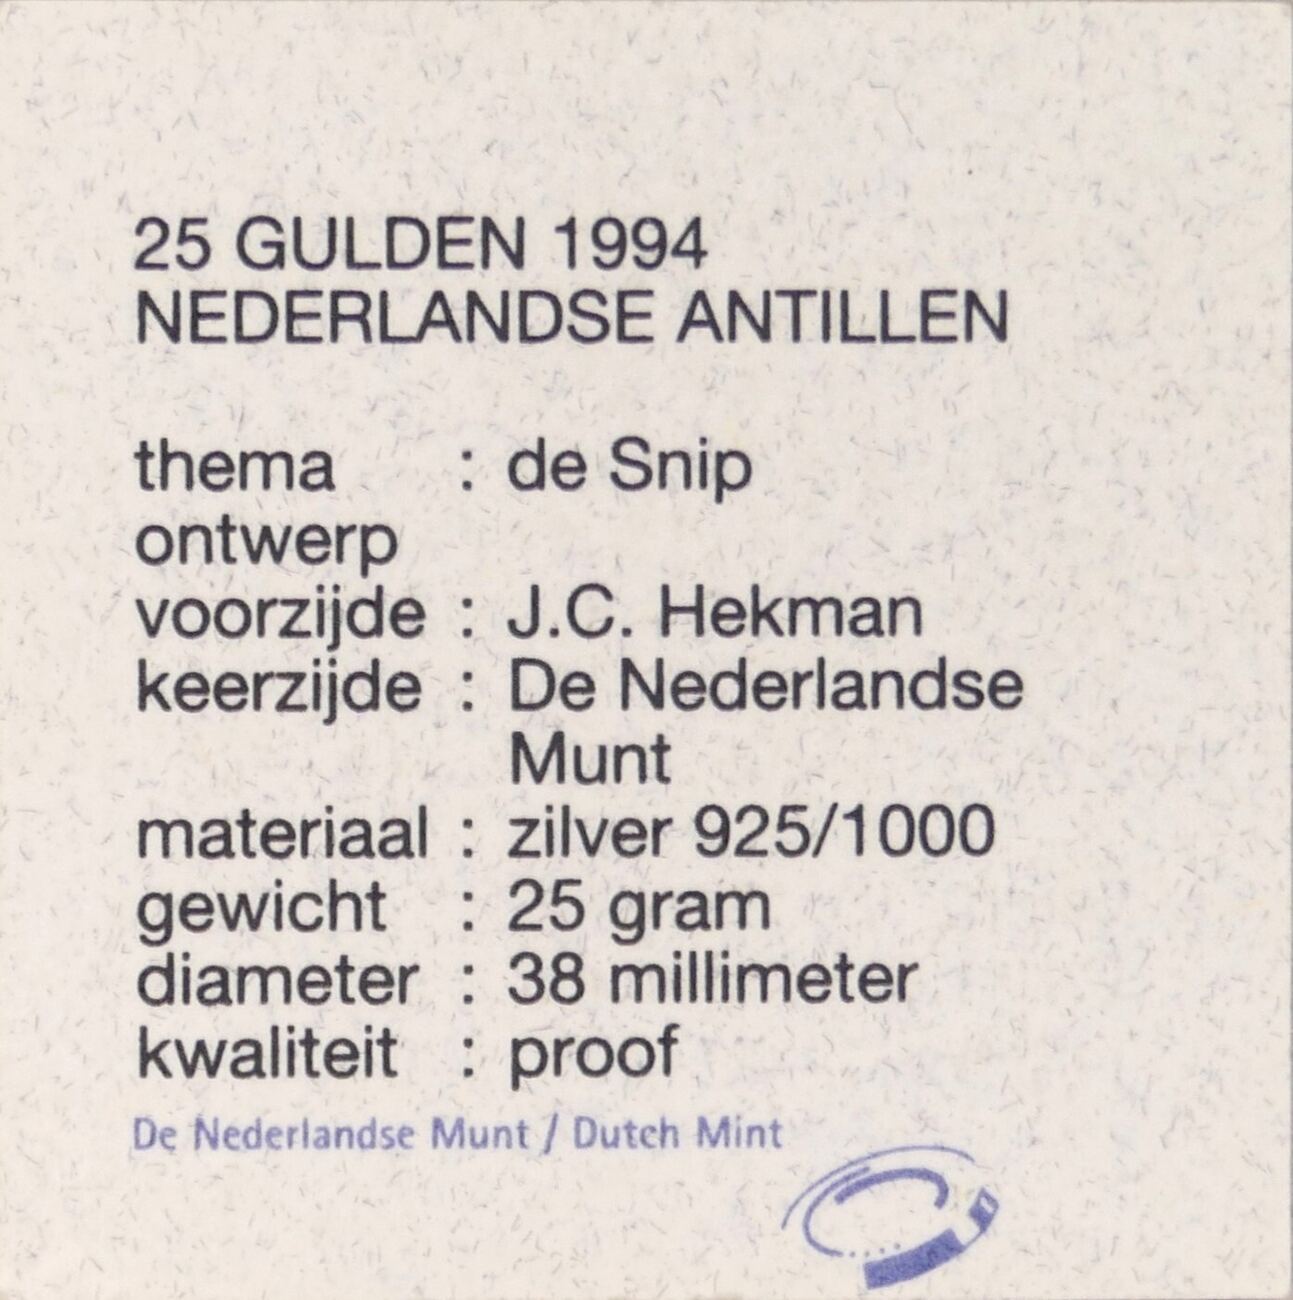 25 GULDEN 1994
NEDERLANDSE ANTILLEN
thema : de Snip
ontwerp
voorzijde : J.C. Hekman
keerzijde : De Nederlandse
Munt
materiaal : zilver 925/1000
gewicht : 25 gram
diameter : 38 millimeter
kwaliteit : proof
De Nederlandse Munt / Dutch Mint